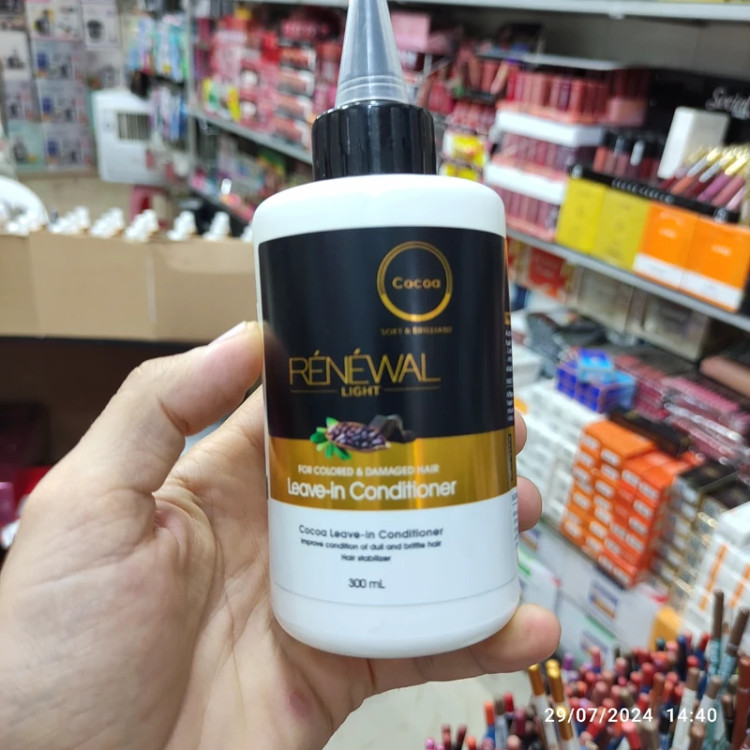 Cocoa
SOFT & BRILLIANT
RÉNÉWAL
LIGHT
FOR COLORED & DAMAGED HAIR
Leave-in Conditioner
Cocoa Leave-in Conditioner
Improve condition of dull and brittle hair
Hair stabilizer
300 mL
29/07/2024 14:40